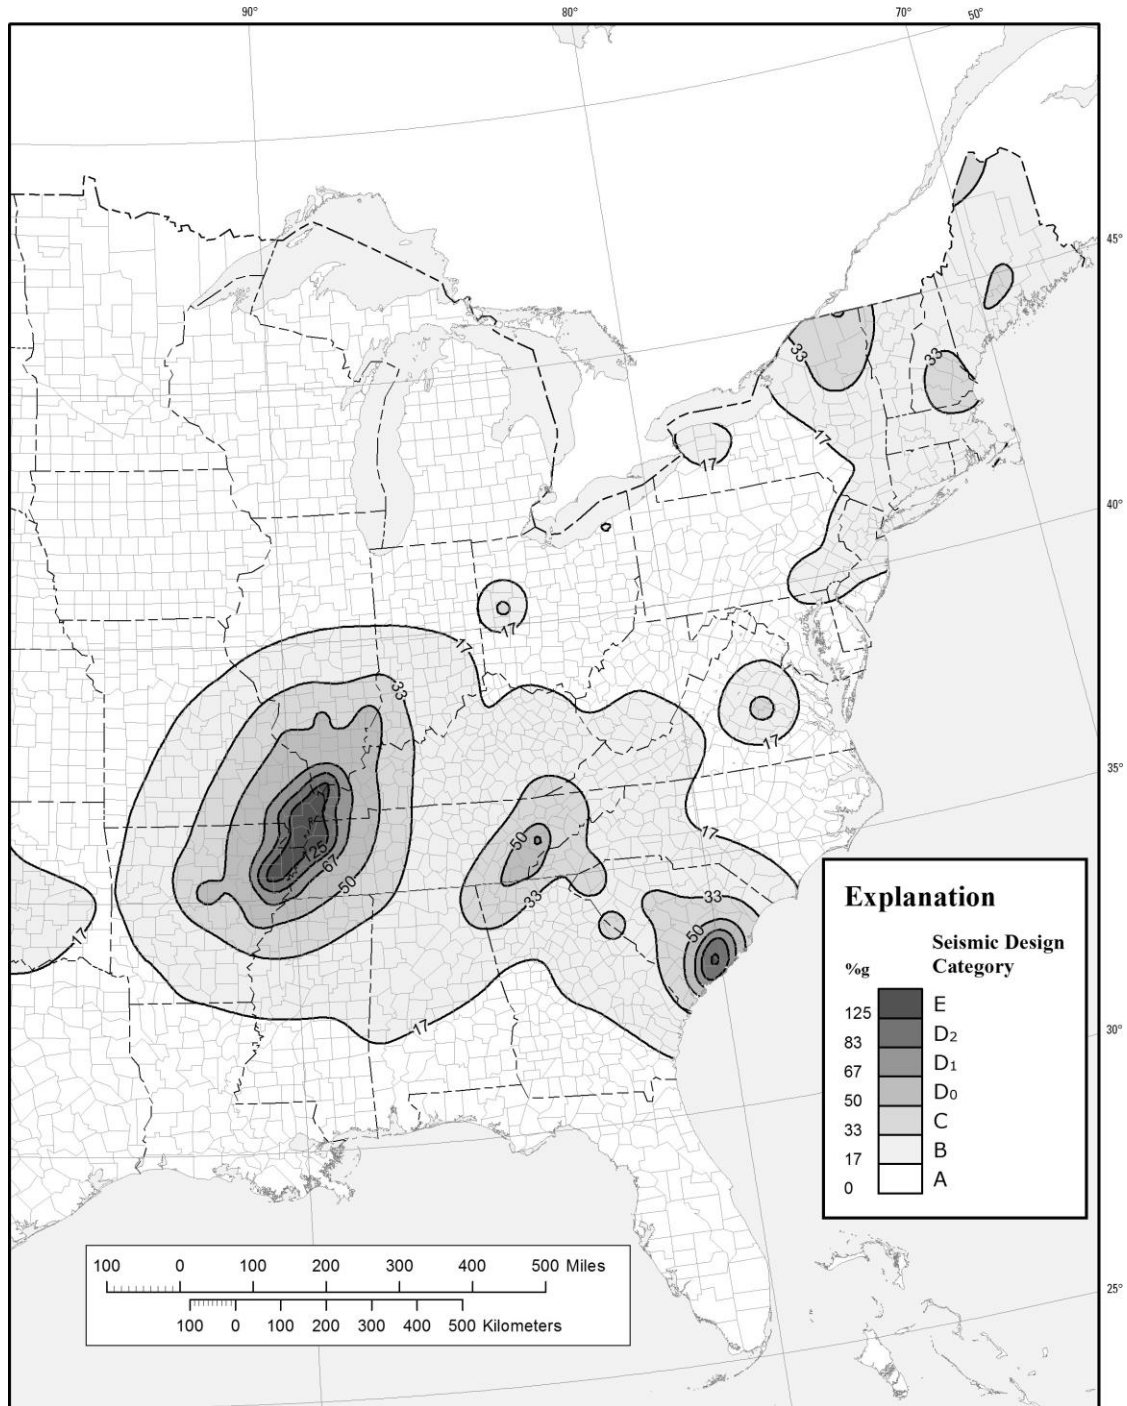 90° 80° 70° 50°
45°
33
33
17
17
40°
17
17
33
17
35°
17
50
125
67
50
33
33
50
17
17
30°
Explanation
%g Seismic Design Category
125 E
83 D₂
67 D₁
50 D₀
33 C
17 B
0 A
100 0 100 200 300 400 500 Miles
100 0 100 200 300 400 500 Kilometers
25°